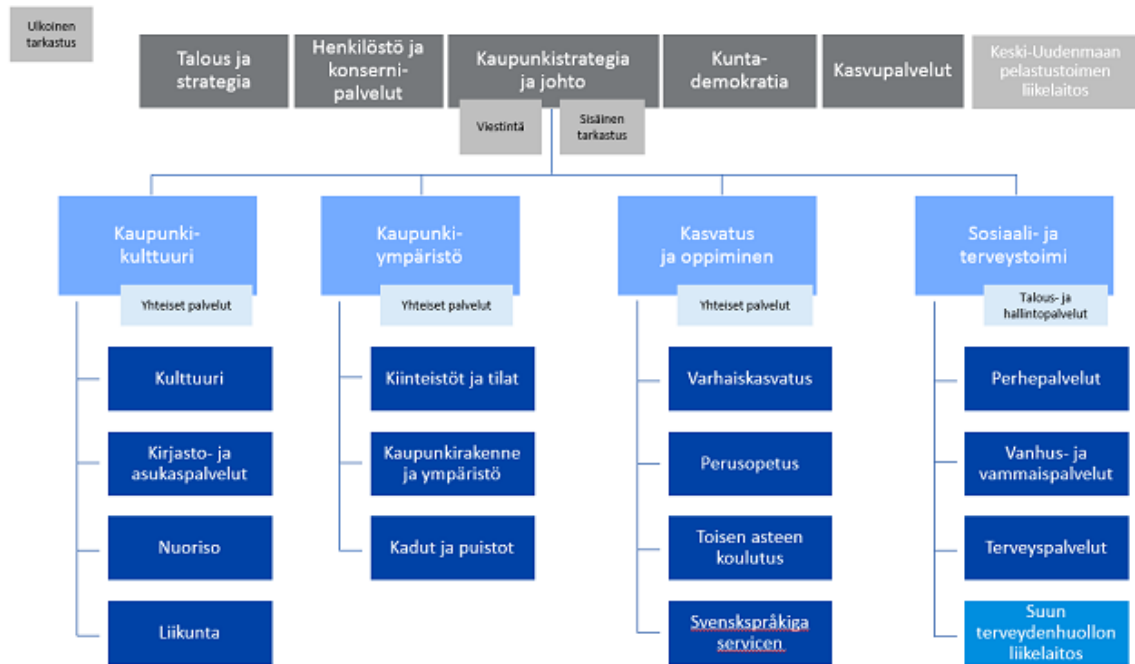 Ulkoinen
tarkastus
Talous ja
strategia
Henkilöstö ja
konserni-
palvelut
Kaupunkistrategia
ja johto
Kunta-
demokratia
Kasvupalvelut
Keski-Uudenmaan
pelastustoimen
liikelaitos
Viestintä
Sisäinen
tarkastus
Kaupunki-
kulttuuri
Yhteiset palvelut
Kulttuuri
Kirjasto- ja
asukaspalvelut
Nuoriso
Liikunta
Kaupunki-
ympäristö
Yhteiset palvelut
Kiinteistöt ja tilat
Kaupunkirakenne
ja ympäristö
Kadut ja puistot
Kasvatus
ja oppiminen
Yhteiset palvelut
Varhaiskasvatus
Perusopetus
Toisen asteen
koulutus
Svenskspråkiga
servicen
Sosiaali- ja
terveystoimi
Talous- ja
hallintopalvelut
Perhepalvelut
Vanhus- ja
vammaispalvelut
Terveyspalvelut
Suun
terveydenhuollon
liikelaitos